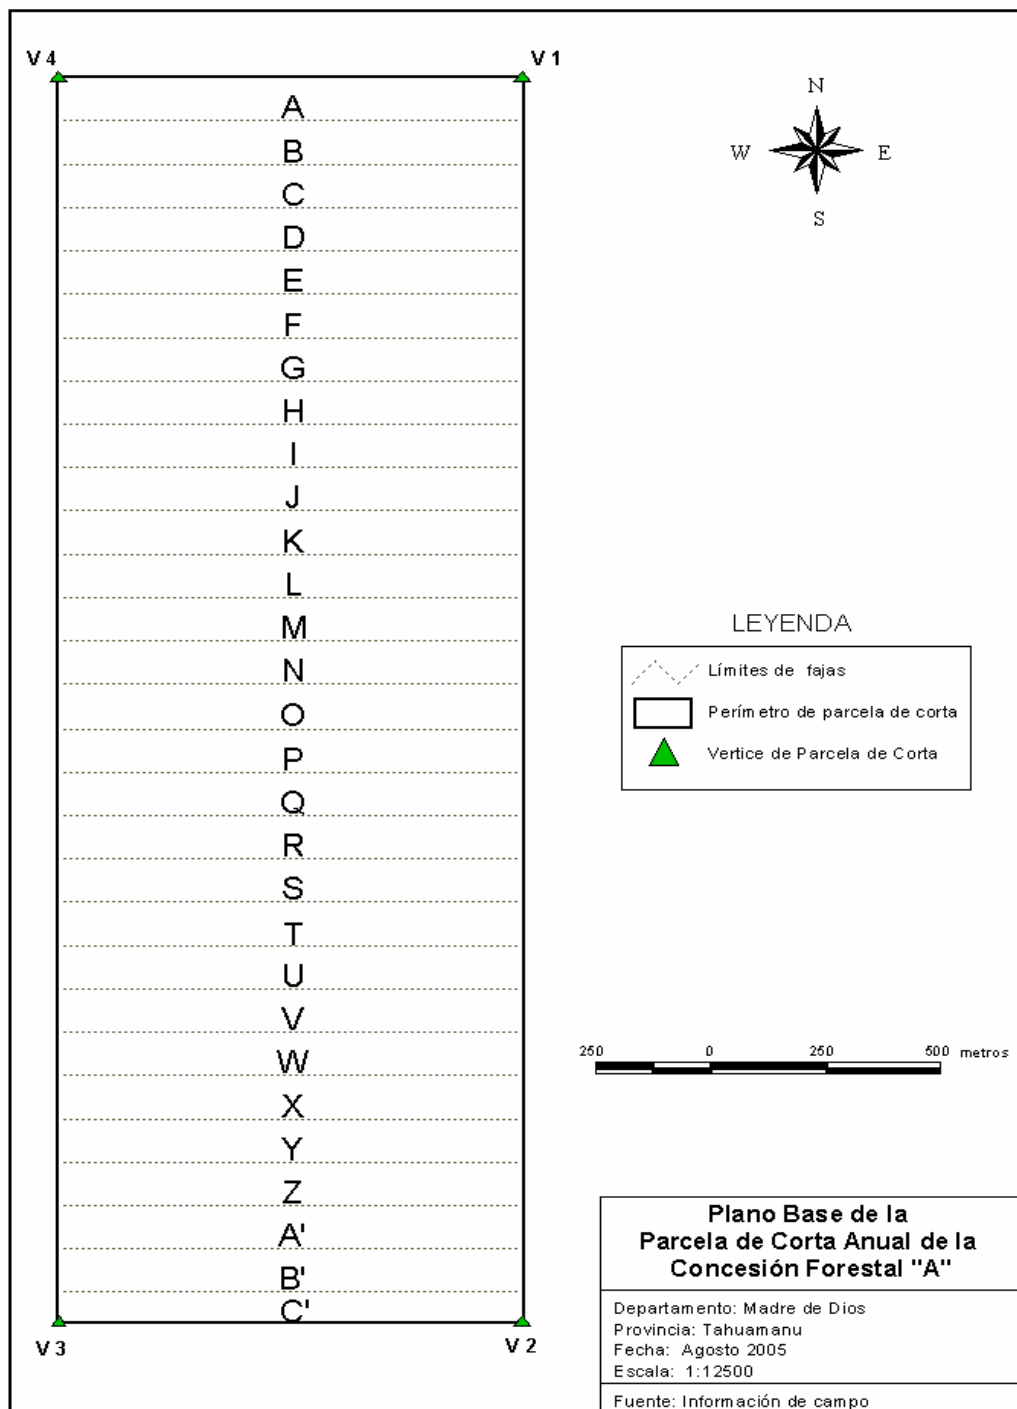 V 4
V 1
A
B
C
D
E
F
G
H
I
J
K
L
M
N
O
P
Q
R
S
T
U
V
W
X
Y
Z
A'
B'
C'
V 3
V 2
N
W
E
S
LEYENDA
Límites de fajas
Perímetro de parcela de corta
Vertice de Parcela de Corta
250 0 250 500 metros
Plano Base de la
Parcela de Corta Anual de la
Concesión Forestal "A"
Departamento: Madre de Dios
Provincia: Tahuamanu
Fecha: Agosto 2005
Escala: 1:12500
Fuente: Información de campo